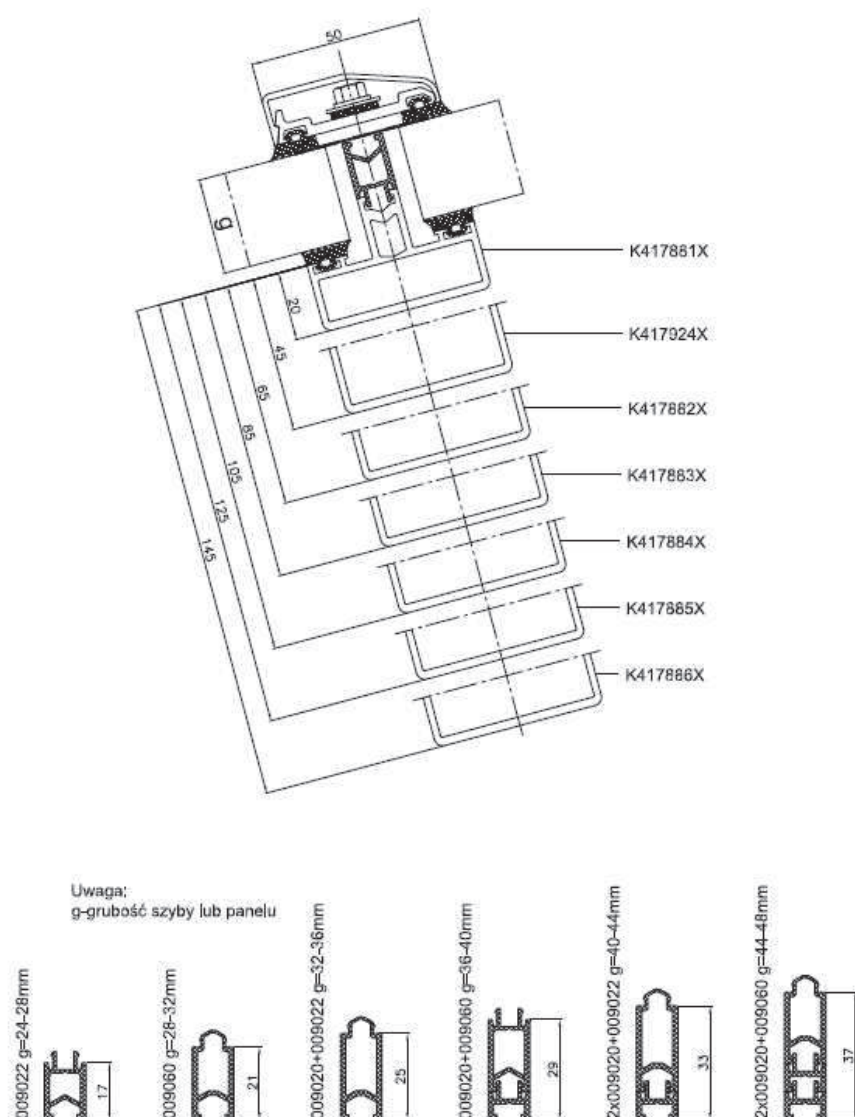 50
g
K417881X
20
K417924X
45
K417882X
65
K417883X
85
K417884X
105
K417885X
125
K417886X
145
Uwaga:
g-grubość szyby lub panelu
009022 g=24-28mm
17
009060 g=28-32mm
21
009020+009022 g=32-36mm
25
009020+009060 g=36-40mm
29
2x009020+009022 g=40-44mm
33
x009020+009060 g=44-48mm
37